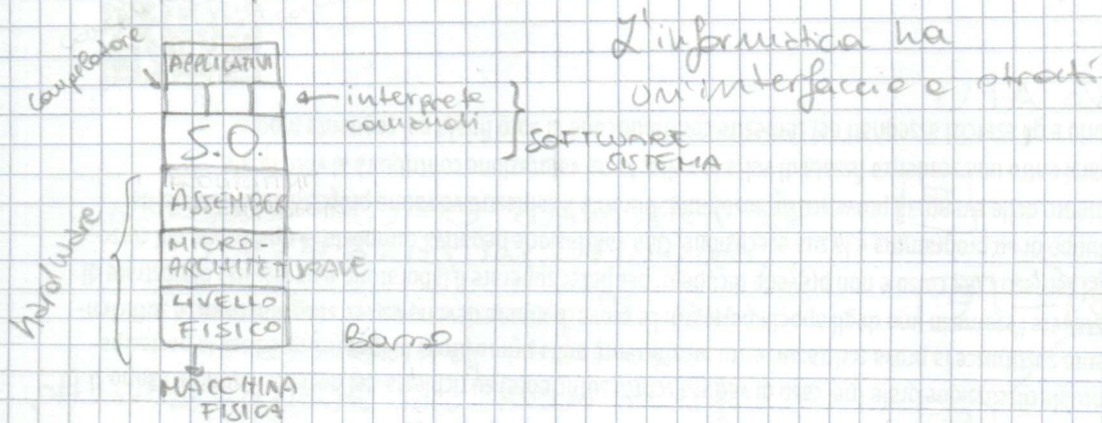 L'informatica ha
un'interfaccia e strati
compilatore
APPLICATIVI
interprete
comandi
S.O.
SOFTWARE
SISTEMA
hardware
ASSEMBLER
MICRO-
ARCHITETTURALE
LIVELLO
FISICO
Basso
MACCHINA
FISICA